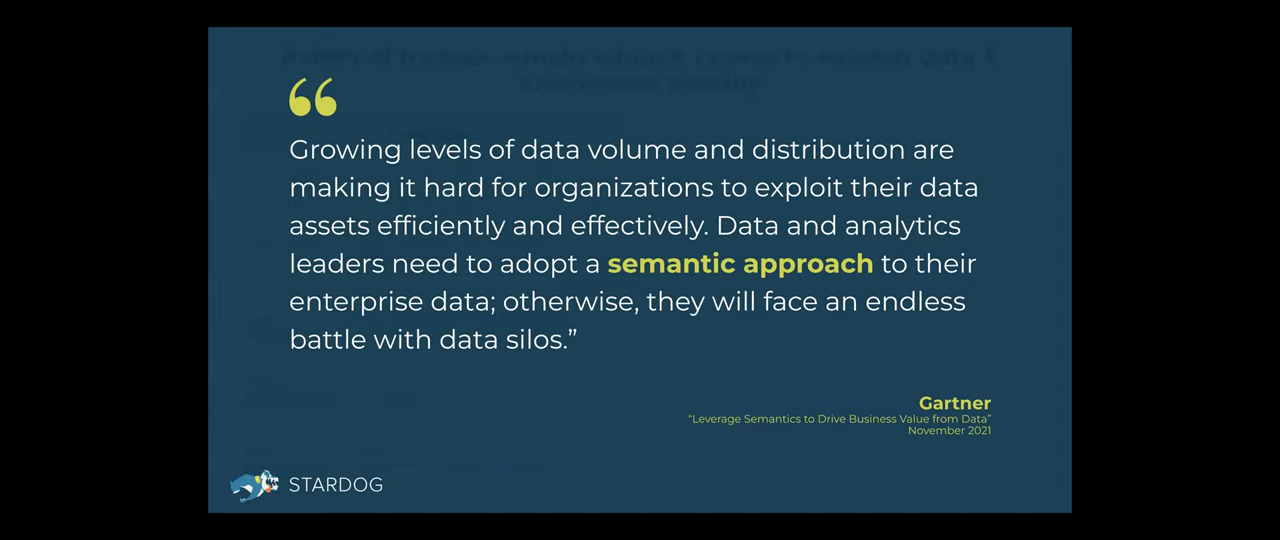 “
Growing levels of data volume and distribution are
making it hard for organizations to exploit their data
assets efficiently and effectively. Data and analytics
leaders need to adopt a semantic approach to their
enterprise data; otherwise, they will face an endless
battle with data silos.”
Gartner
“Leverage Semantics to Drive Business Value from Data”
November 2021
STARDOG